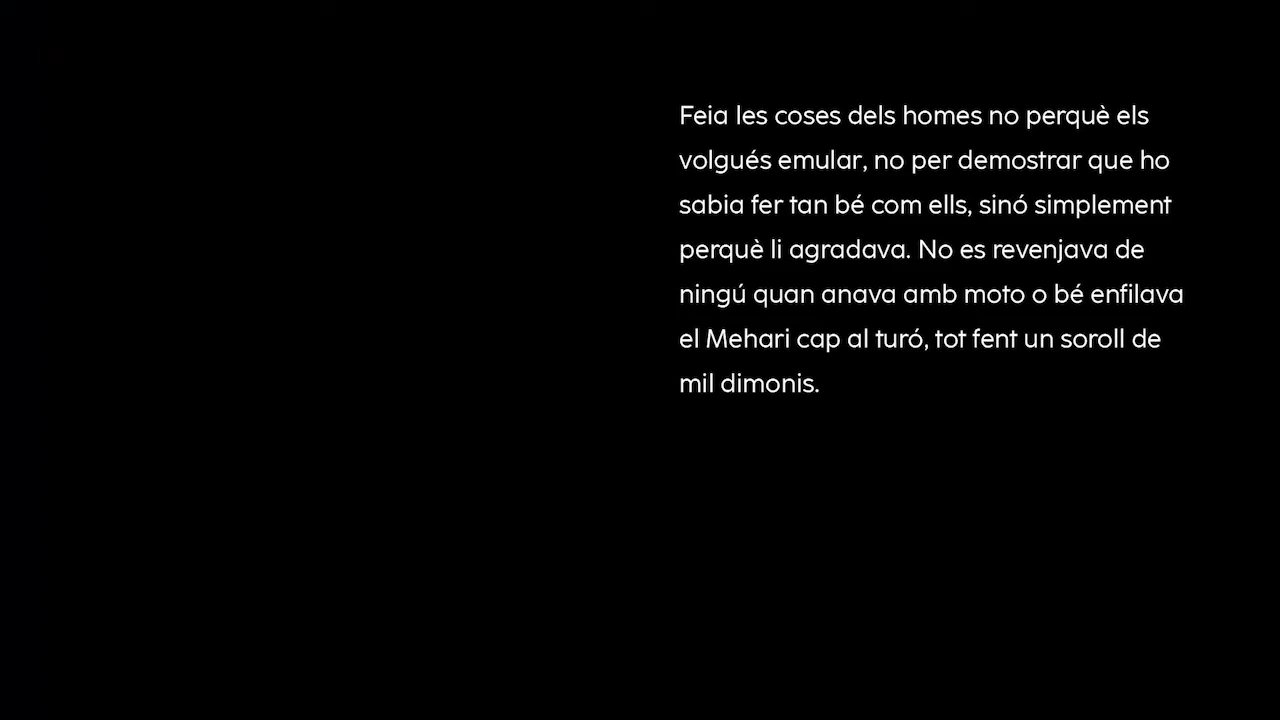 Feia les coses dels homes no perquè els
volgués emular, no per demostrar que ho
sabia fer tan bé com ells, sinó simplement
perquè li agradava. No es revenjava de
ningú quan anava amb moto o bé enfilava
el Mehari cap al turó, tot fent un soroll de
mil dimonis.